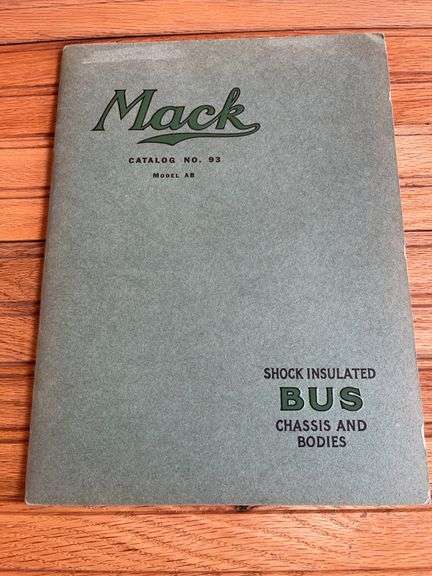 Mack
CATALOG NO. 93
MODEL AB
SHOCK INSULATED
BUS
CHASSIS AND
BODIES